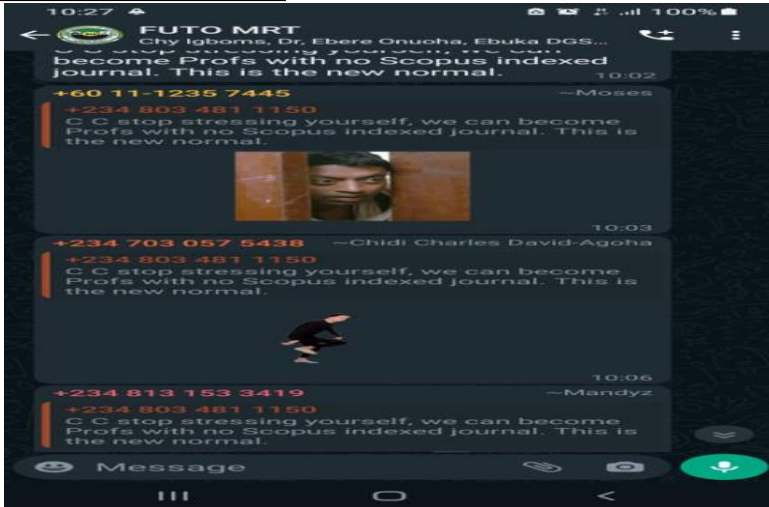 10:27 100%
FUTO MRT
Chy Igboms, Dr, Ebere Onuoha, Ebuka DGS...
C C stop stressing yourself, we can
become Profs with no Scopus indexed
journal. This is the new normal. 10:02
+60 11-1235 7445 ~Moses
+234 803 481 1150
C C stop stressing yourself, we can become
Profs with no Scopus indexed journal. This is
the new normal.
10:03
+234 703 057 5438 ~Chidi Charles David-Agoha
+234 803 481 1150
C C stop stressing yourself, we can become
Profs with no Scopus indexed journal. This is
the new normal.
10:06
+234 813 153 3419 ~Mandyz
+234 803 481 1150
C C stop stressing yourself, we can become
Profs with no Scopus indexed journal. This is
the new normal.
Message